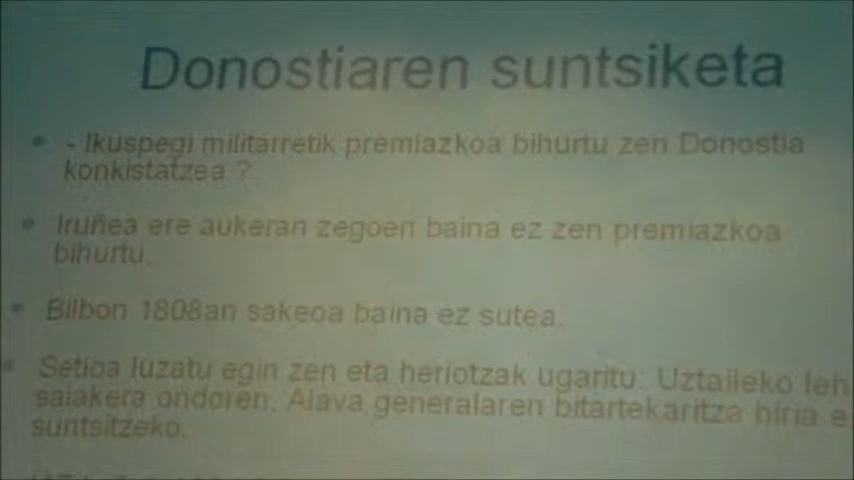 Donostiaren suntsiketa
- Ikuspegi militarretik premiazkoa bihurtu zen Donostia
konkistatzea ?
Iruñea ere aukeran zegoen baina ez zen premiazkoa
bihurtu.
Bilbon 1808an sakeoa baina ez sutea.
Setioa luzatu egin zen eta heriotzak ugaritu. Uztaileko leh
saiakera ondoren, Alava generalaren bitartekaritza hiria e
suntsitzeko.